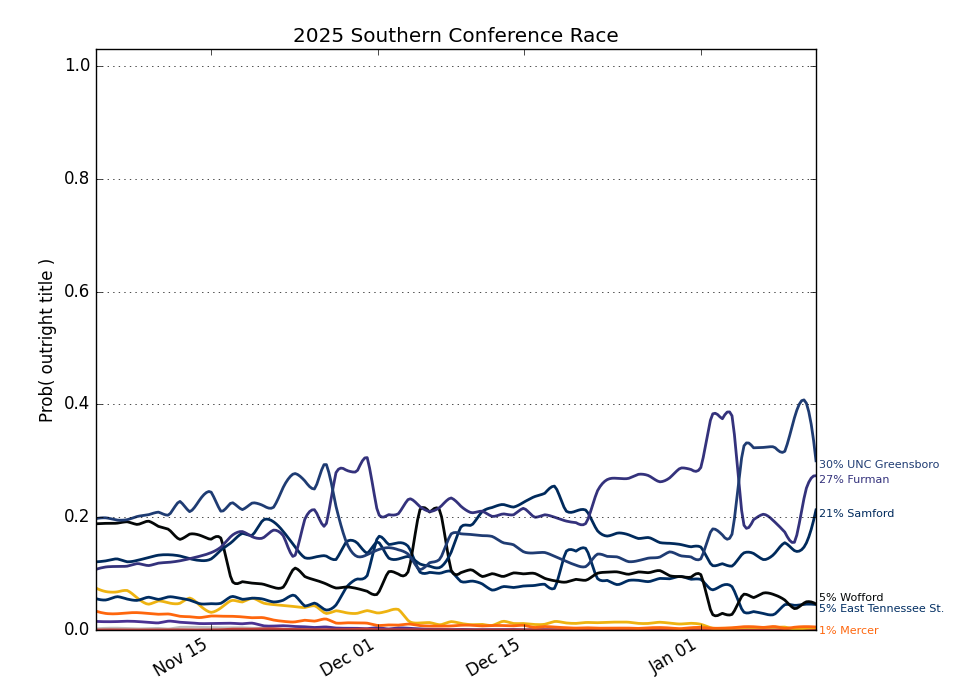 2025 Southern Conference Race
Prob( outright title )
1.0
0.8
0.6
0.4
0.2
0.0
Nov 15
Dec 01
Dec 15
Jan 01
30% UNC Greensboro
27% Furman
21% Samford
5% Wofford
5% East Tennessee St.
1% Mercer